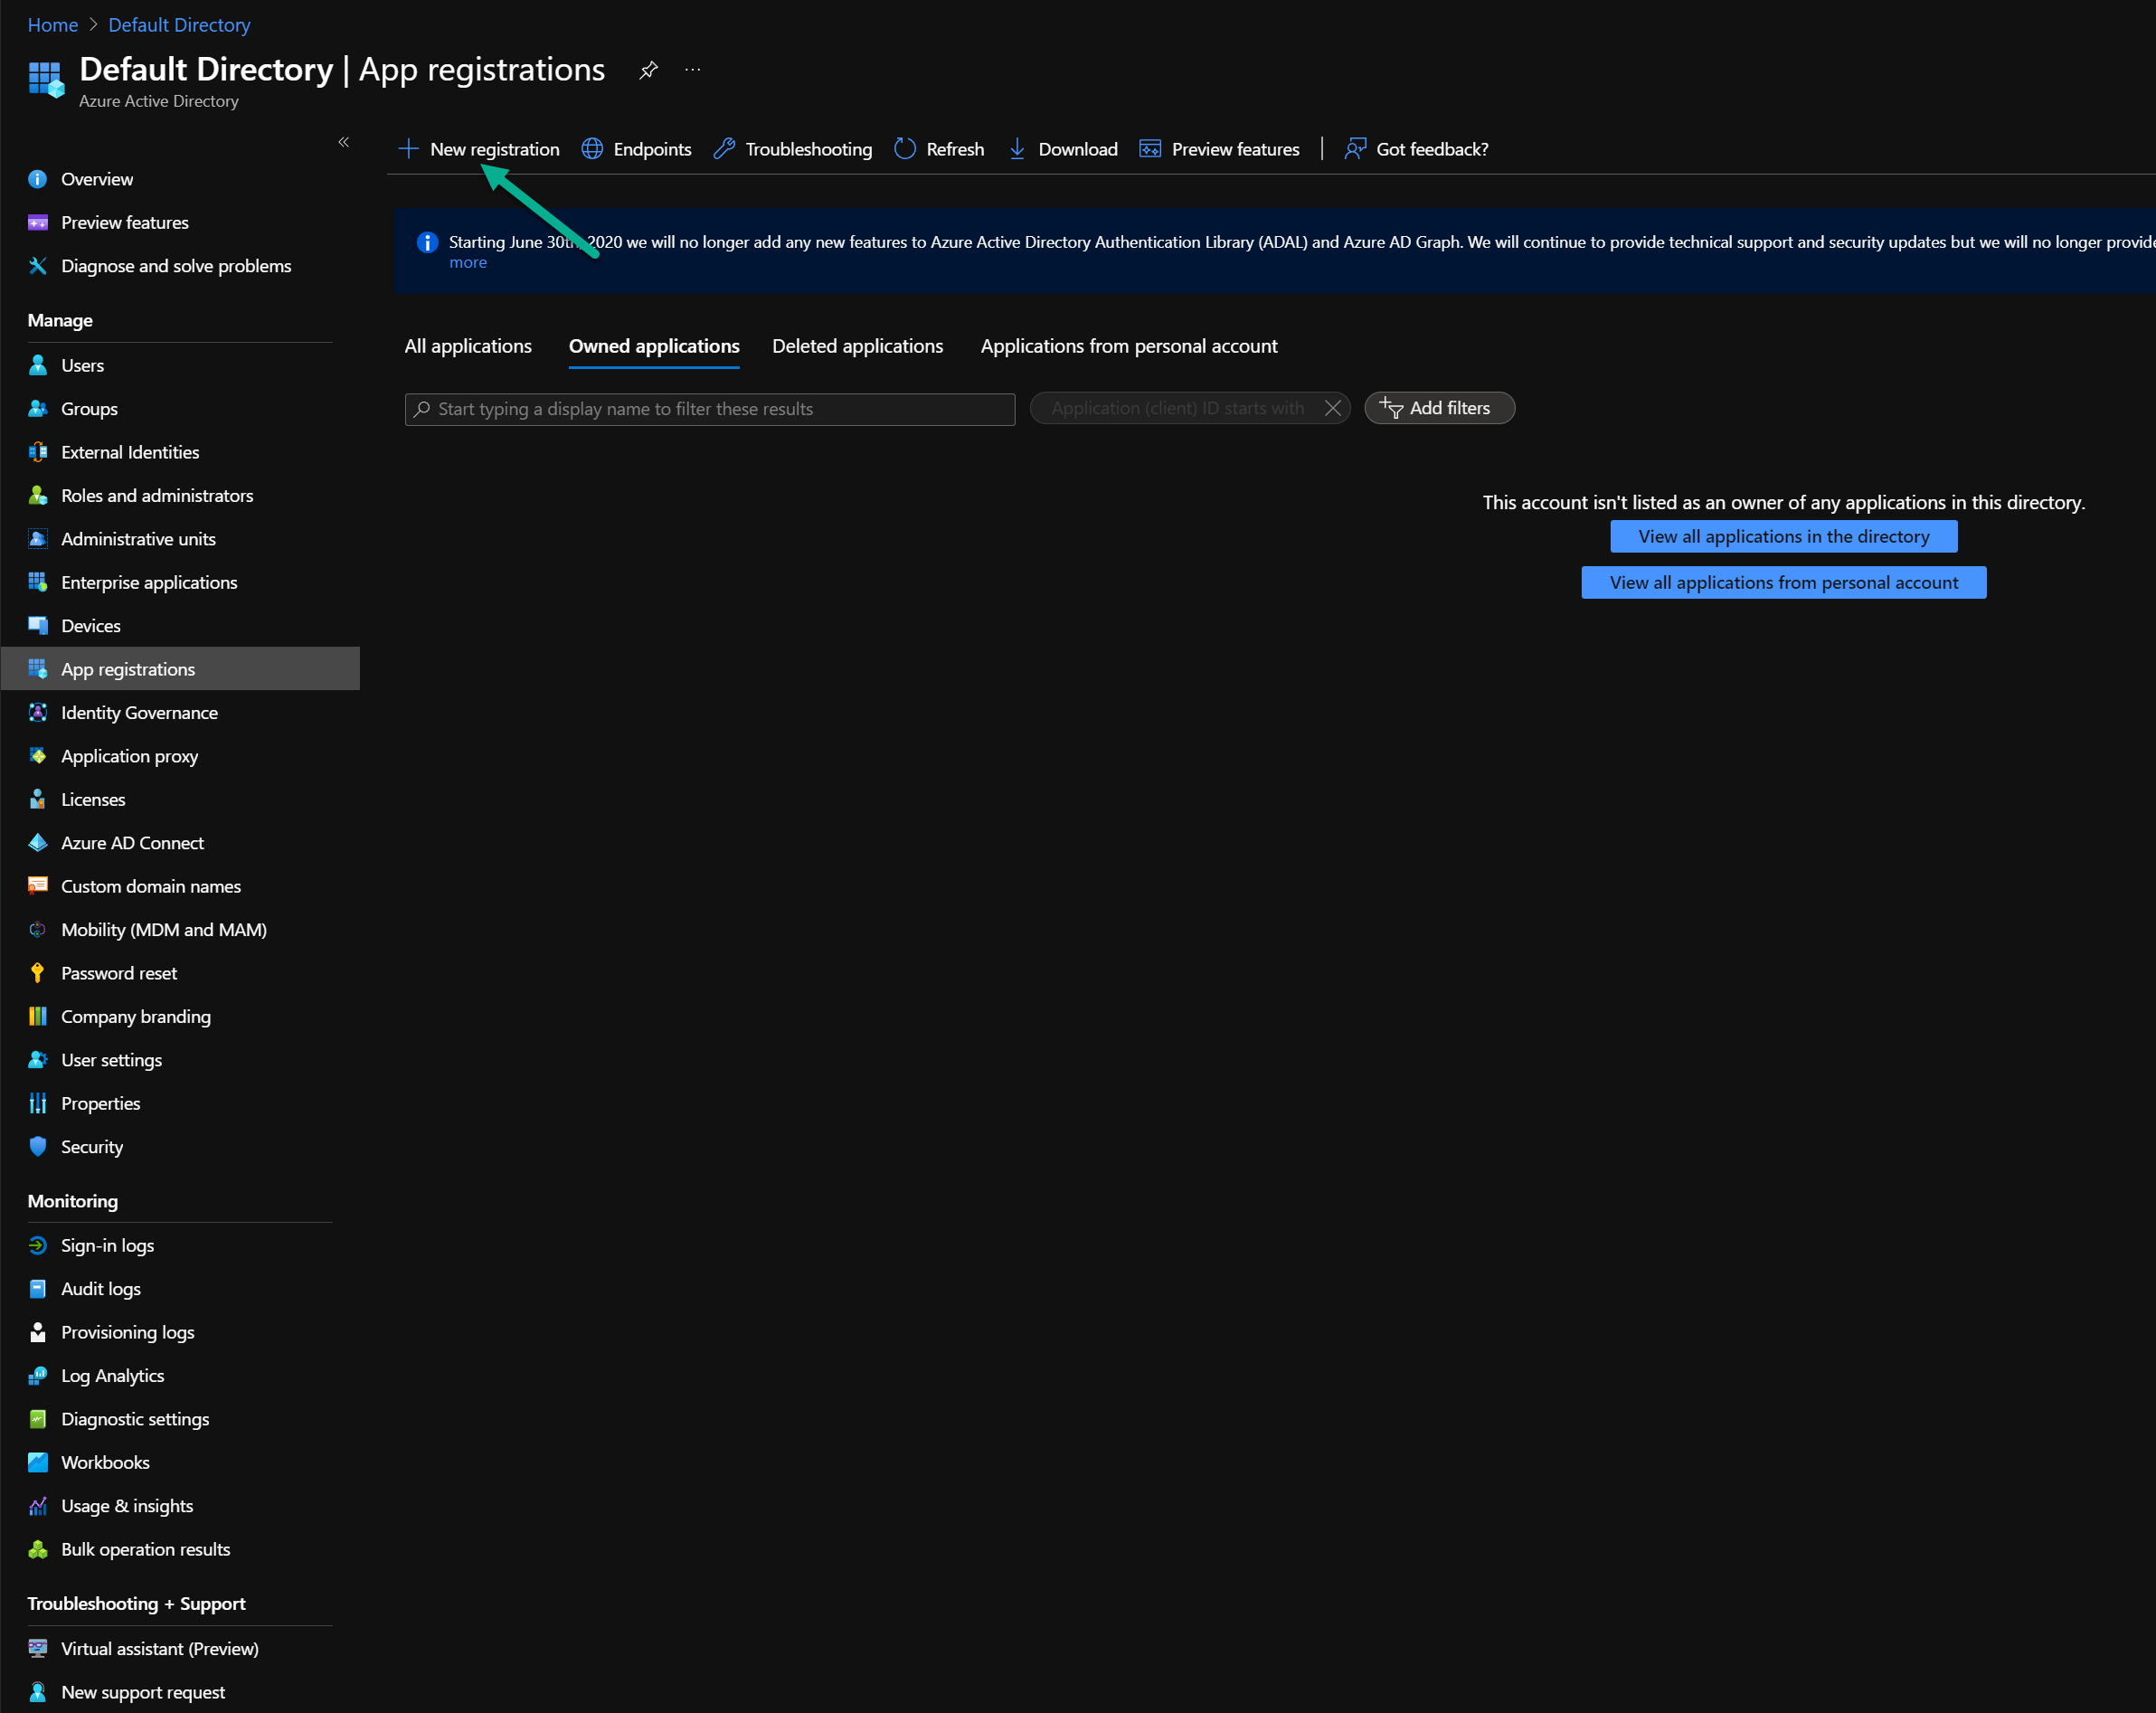 Home > Default Directory
Default Directory | App registrations
Azure Active Directory
New registration Endpoints Troubleshooting Refresh Download Preview features Got feedback?
Overview
Preview features
Diagnose and solve problems
Manage
Users
Groups
External Identities
Roles and administrators
Administrative units
Enterprise applications
Devices
App registrations
Identity Governance
Application proxy
Licenses
Azure AD Connect
Custom domain names
Mobility (MDM and MAM)
Password reset
Company branding
User settings
Properties
Security
Monitoring
Sign-in logs
Audit logs
Provisioning logs
Log Analytics
Diagnostic settings
Workbooks
Usage & insights
Bulk operation results
Troubleshooting + Support
Virtual assistant (Preview)
New support request
Starting June 30th, 2020 we will no longer add any new features to Azure Active Directory Authentication Library (ADAL) and Azure AD Graph. We will continue to provide technical support and security updates but we will no longer provide
more
All applications Owned applications Deleted applications Applications from personal account
Start typing a display name to filter these results Application (client) ID starts with Add filters
This account isn't listed as an owner of any applications in this directory.
View all applications in the directory
View all applications from personal account